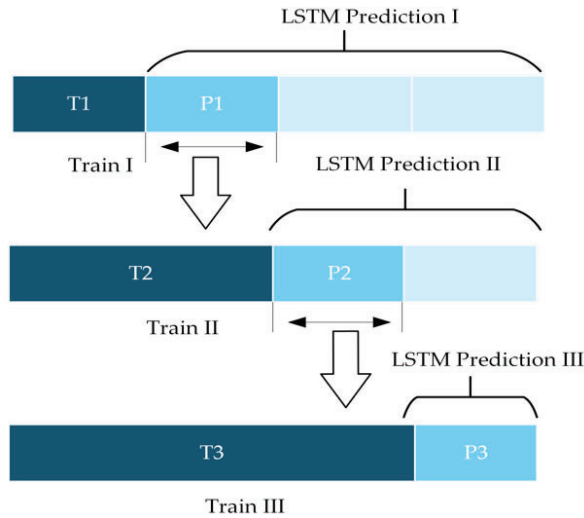 LSTM Prediction I
T1
P1
Train I
LSTM Prediction II
T2
P2
Train II
LSTM Prediction III
T3
P3
Train III